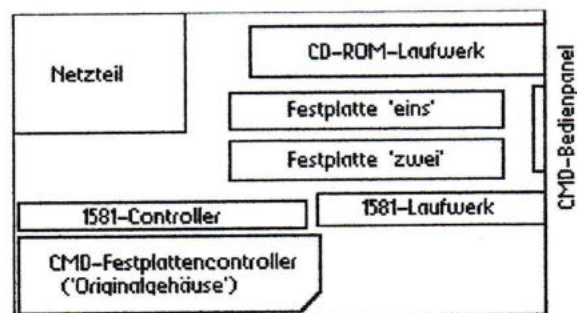 Netzteil
CD-ROM-Laufwerk
Festplatte 'eins'
Festplatte 'zwei'
1581-Controller
1581-Laufwerk
CMD-Festplattencontroller
('Originalgehäuse')
CMD-Bedienpanel